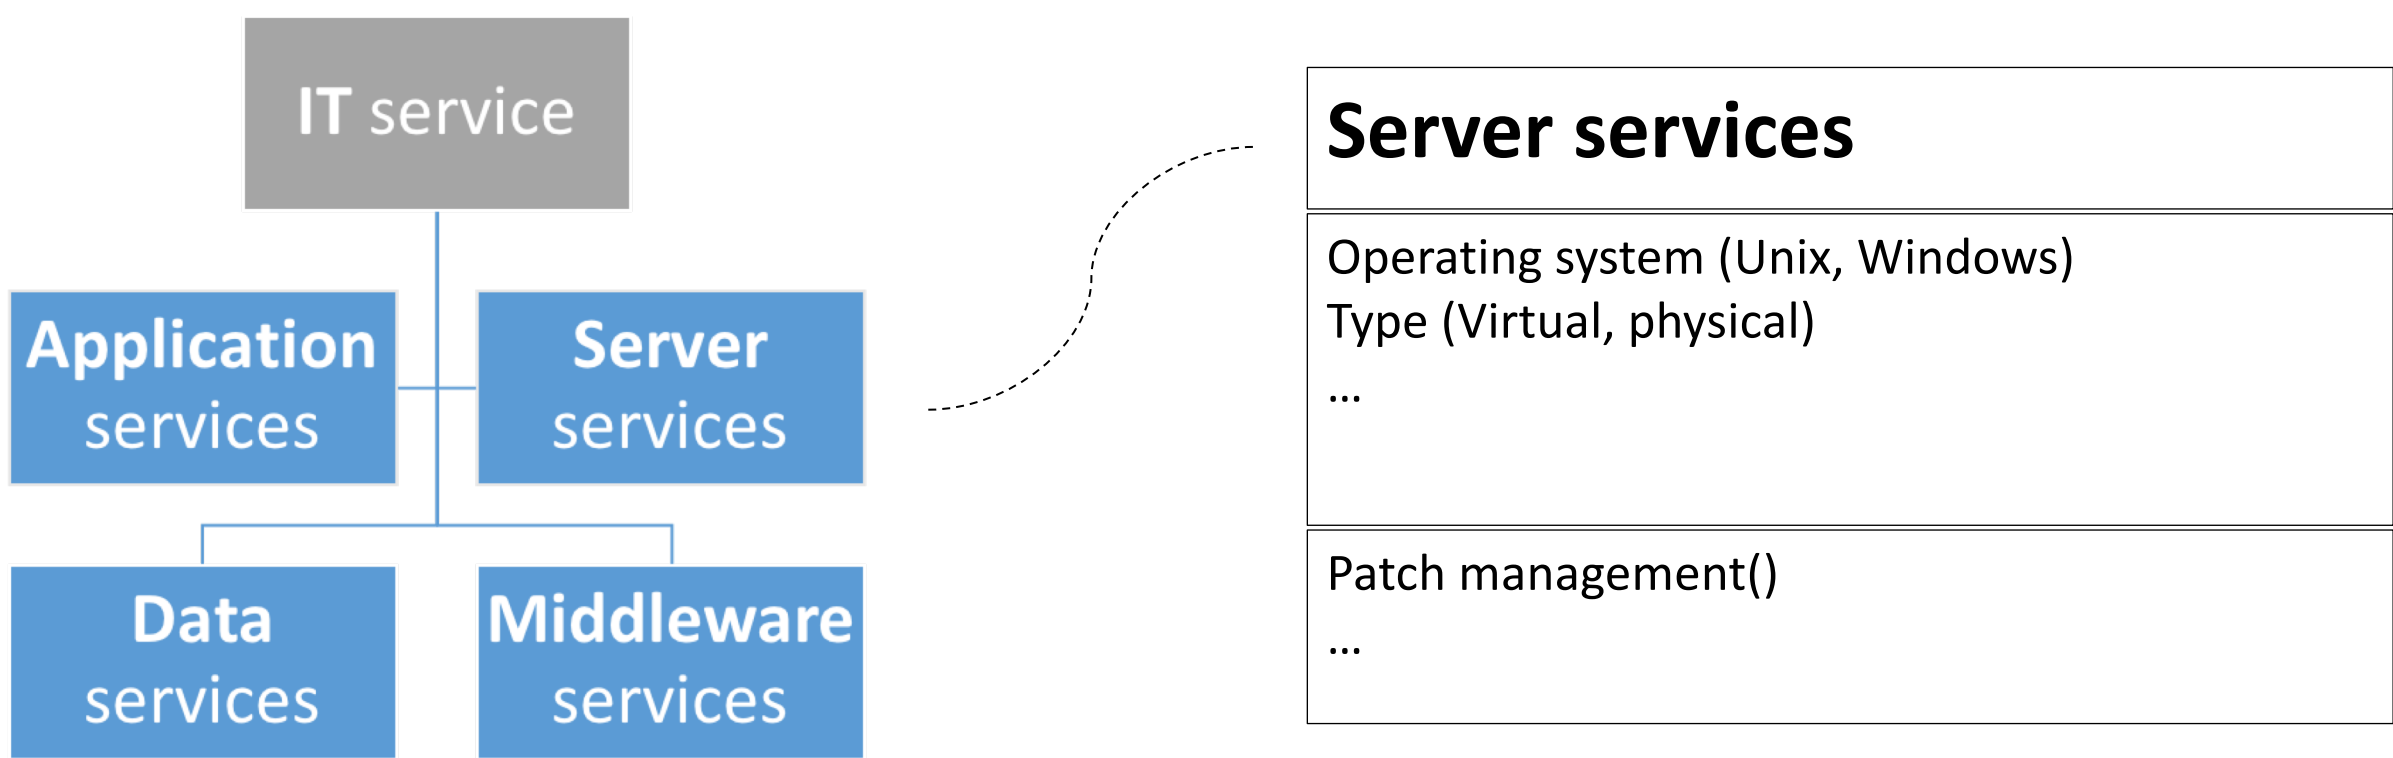 IT service
Application
services
Server
services
Data
services
Middleware
services
Server services
Operating system (Unix, Windows)
Type (Virtual, physical)
...
Patch management()
...